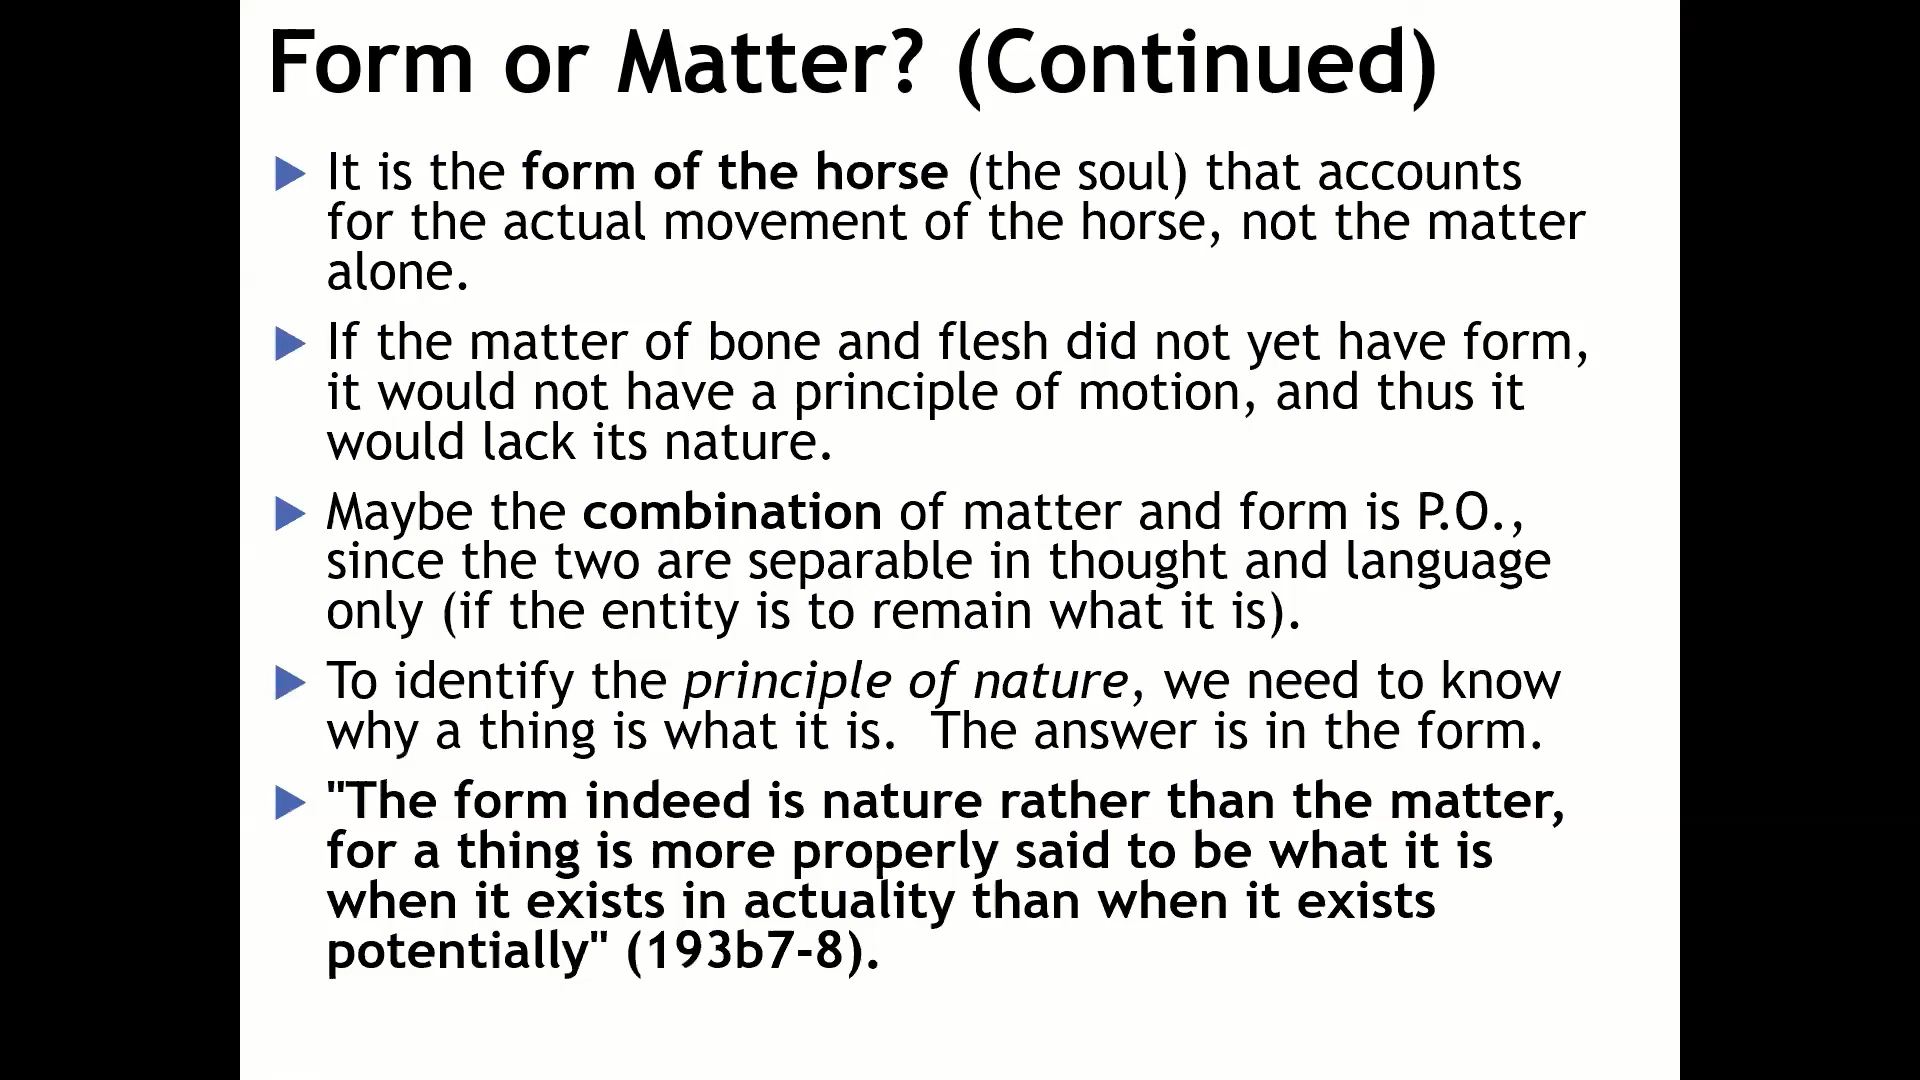 Form or Matter? (Continued)
It is the form of the horse (the soul) that accounts
for the actual movement of the horse, not the matter
alone.
If the matter of bone and flesh did not yet have form,
it would not have a principle of motion, and thus it
would lack its nature.
Maybe the combination of matter and form is P.O.,
since the two are separable in thought and language
only (if the entity is to remain what it is).
To identify the principle of nature, we need to know
why a thing is what it is.  The answer is in the form.
"The form indeed is nature rather than the matter,
for a thing is more properly said to be what it is
when it exists in actuality than when it exists
potentially" (193b7-8).